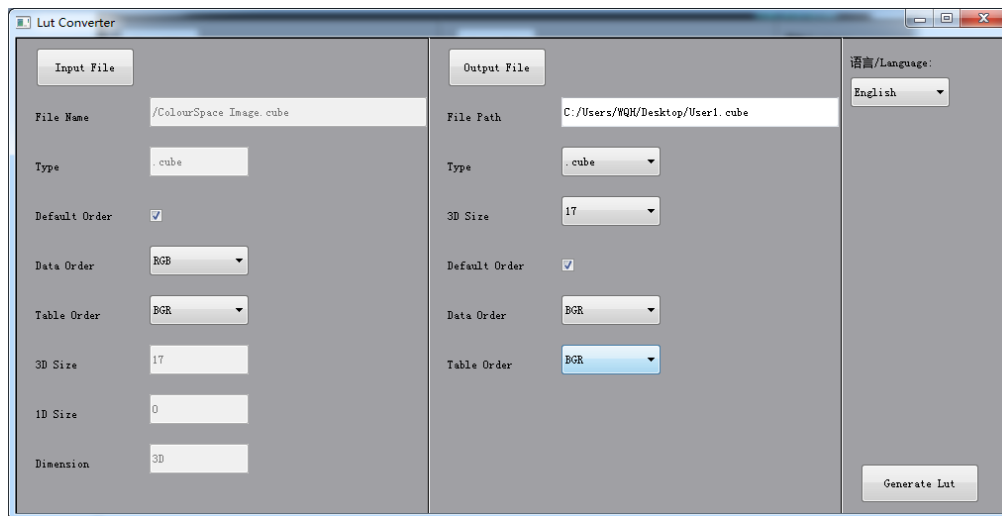 Lut Converter
Input File
File Name
/ColourSpace Image.cube
Type
.cube
Default Order
Data Order
RGB
Table Order
BGR
3D Size
17
1D Size
0
Dimension
3D
Output File
File Path
C:/Users/WQH/Desktop/User1.cube
Type
.cube
3D Size
17
Default Order
Data Order
BGR
Table Order
BGR
语言/Language:
English
Generate Lut